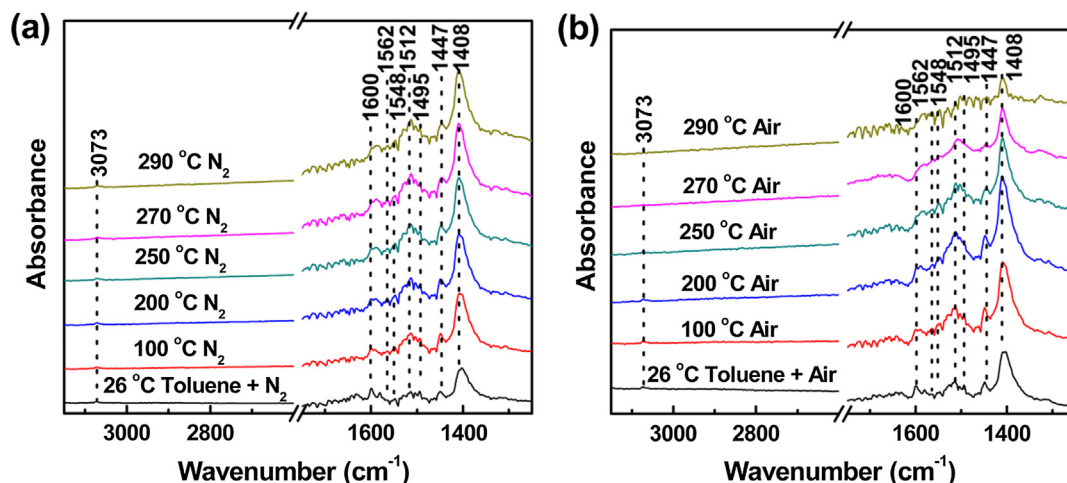 (a)
Absorbance
3073
1600
1562
1548
1512
1495
1447
1408
290 °C N₂
270 °C N₂
250 °C N₂
200 °C N₂
100 °C N₂
26 °C Toluene + N₂
3000 2800 1600 1400
Wavenumber (cm⁻¹)
(b)
Absorbance
3073
1600
1562
1548
1512
1495
1447
1408
290 °C Air
270 °C Air
250 °C Air
200 °C Air
100 °C Air
26 °C Toluene + Air
3000 2800 1600 1400
Wavenumber (cm⁻¹)